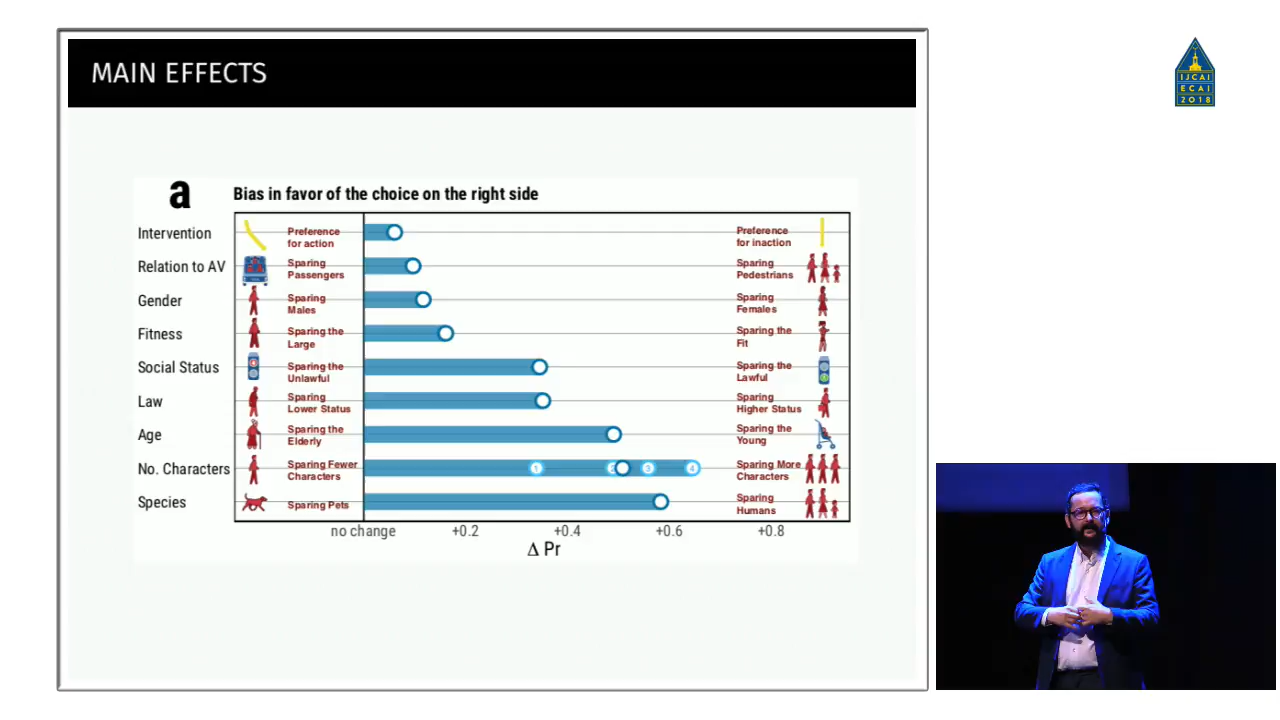 MAIN EFFECTS
IJCAI
ECAI
2018
a
Bias in favor of the choice on the right side
Intervention
Preference
for action
Preference
for inaction
Relation to AV
Sparing
Passengers
Sparing
Pedestrians
Gender
Sparing
Males
Sparing
Females
Fitness
Sparing the
Large
Sparing the
Fit
Social Status
Sparing the
Unlawful
Sparing the
Lawful
Law
Sparing
Lower Status
Sparing
Higher Status
Age
Sparing the
Elderly
Sparing the
Young
No. Characters
Sparing Fewer
Characters
1
2
3
4
Sparing More
Characters
Species
Sparing Pets
Sparing
Humans
no change
+0.2
+0.4
+0.6
+0.8
Δ Pr